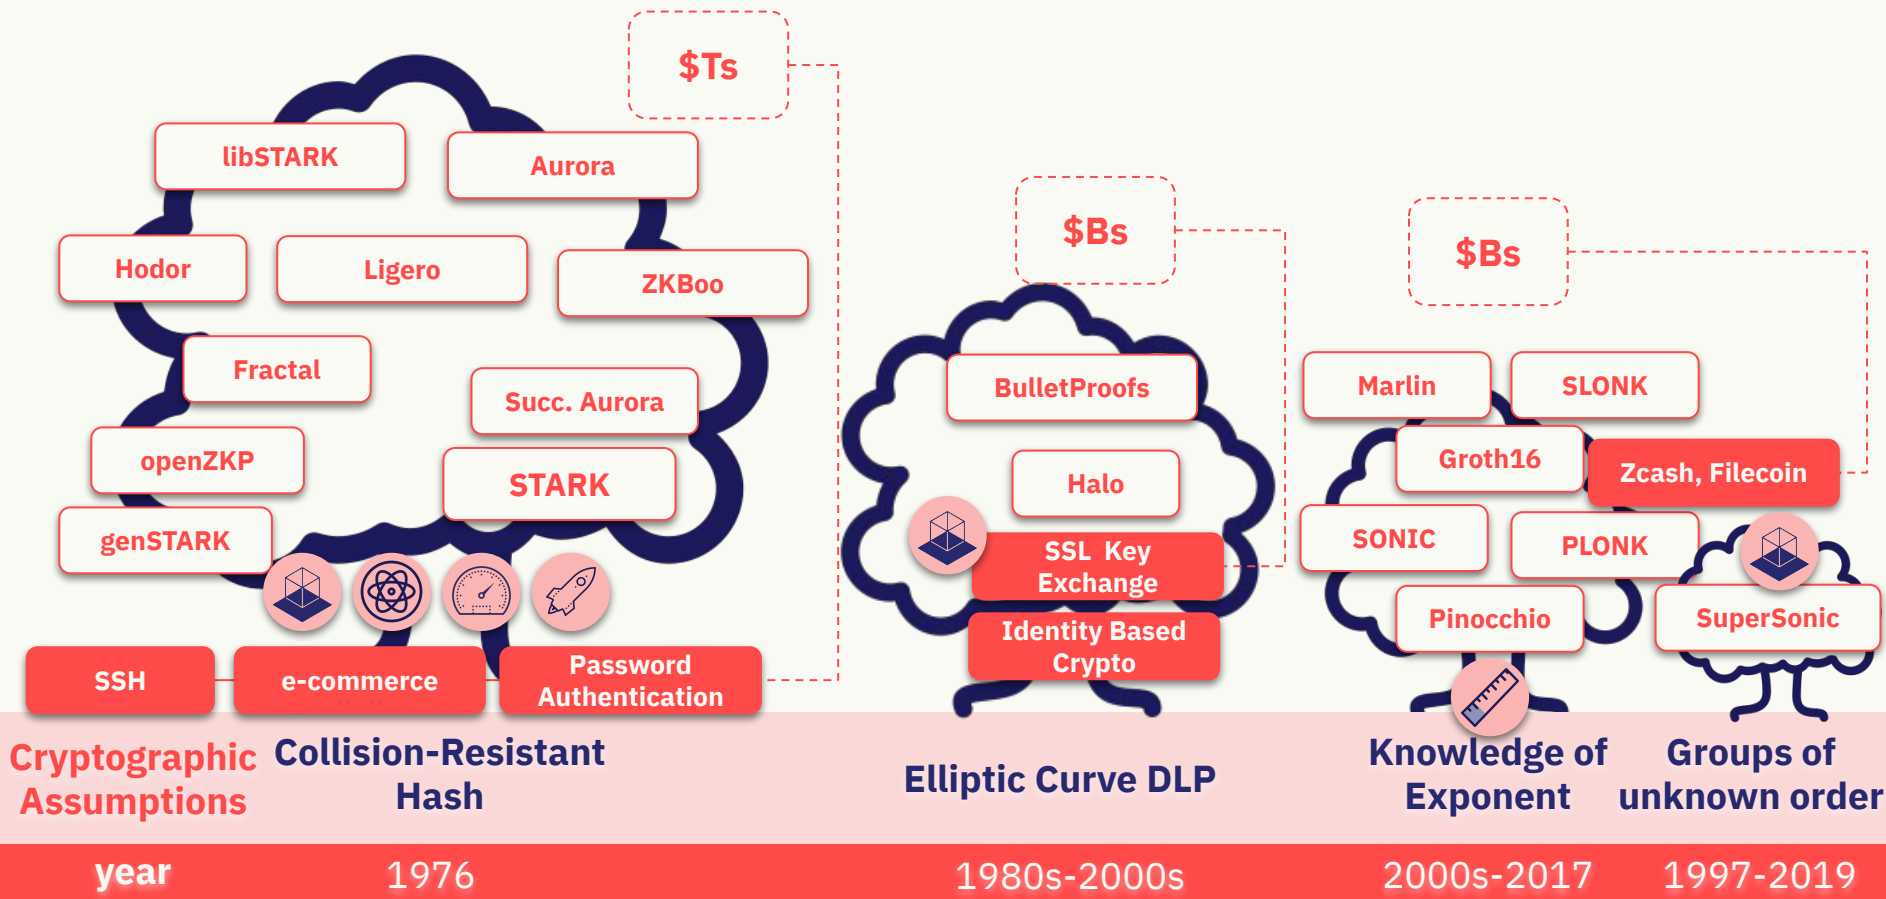 $Ts
libSTARK
Aurora
Hodor
Ligero
ZKBoo
Fractal
Succ. Aurora
openZKP
STARK
genSTARK
SSH
e-commerce
Password
Authentication
$Bs
BulletProofs
Halo
SSL Key
Exchange
Identity Based
Crypto
$Bs
Marlin
SLONK
Groth16
Zcash, Filecoin
SONIC
PLONK
Pinocchio
SuperSonic
Cryptographic
Assumptions
Collision-Resistant
Hash
Elliptic Curve DLP
Knowledge of
Exponent
Groups of
unknown order
year
1976
1980s-2000s
2000s-2017
1997-2019